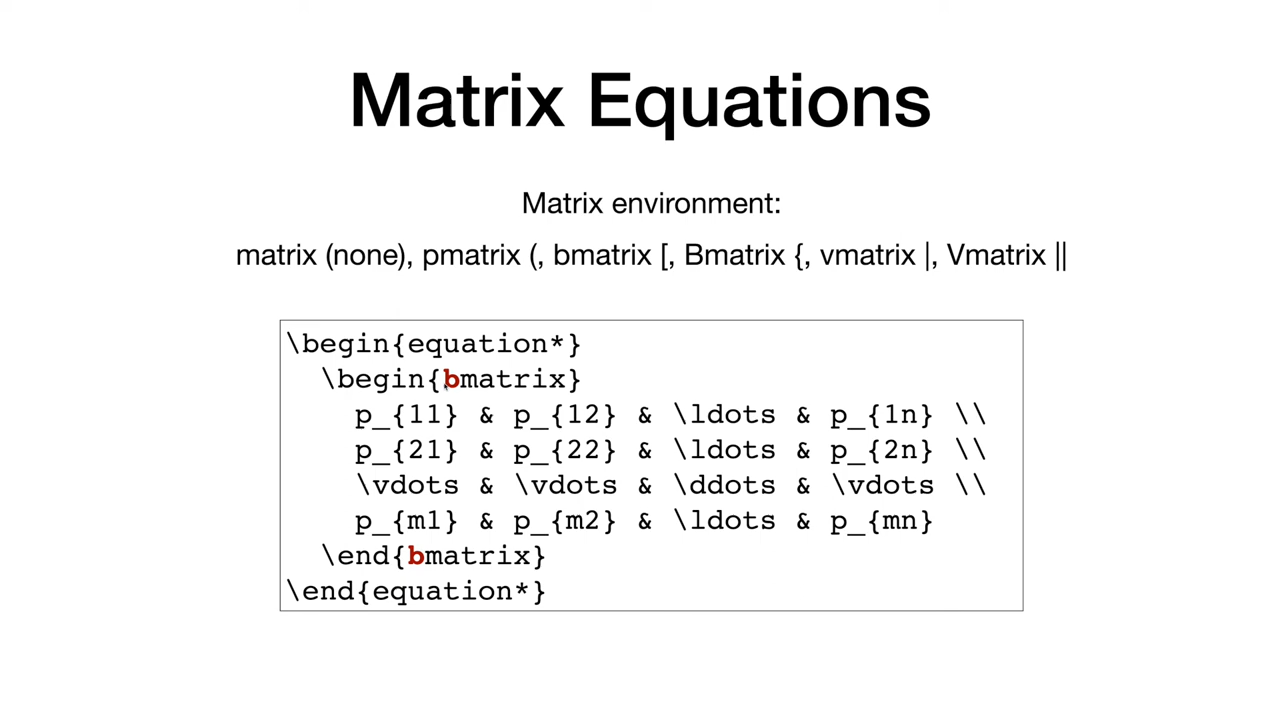 Matrix Equations
Matrix environment:
matrix (none), pmatrix (, bmatrix [, Bmatrix {, vmatrix |, Vmatrix ||
\begin{equation*}
\begin{bmatrix}
p_{11} & p_{12} & \ldots & p_{1n} \\
p_{21} & p_{22} & \ldots & p_{2n} \\
\vdots & \vdots & \ddots & \vdots \\
p_{m1} & p_{m2} & \ldots & p_{mn}
\end{bmatrix}
\end{equation*}